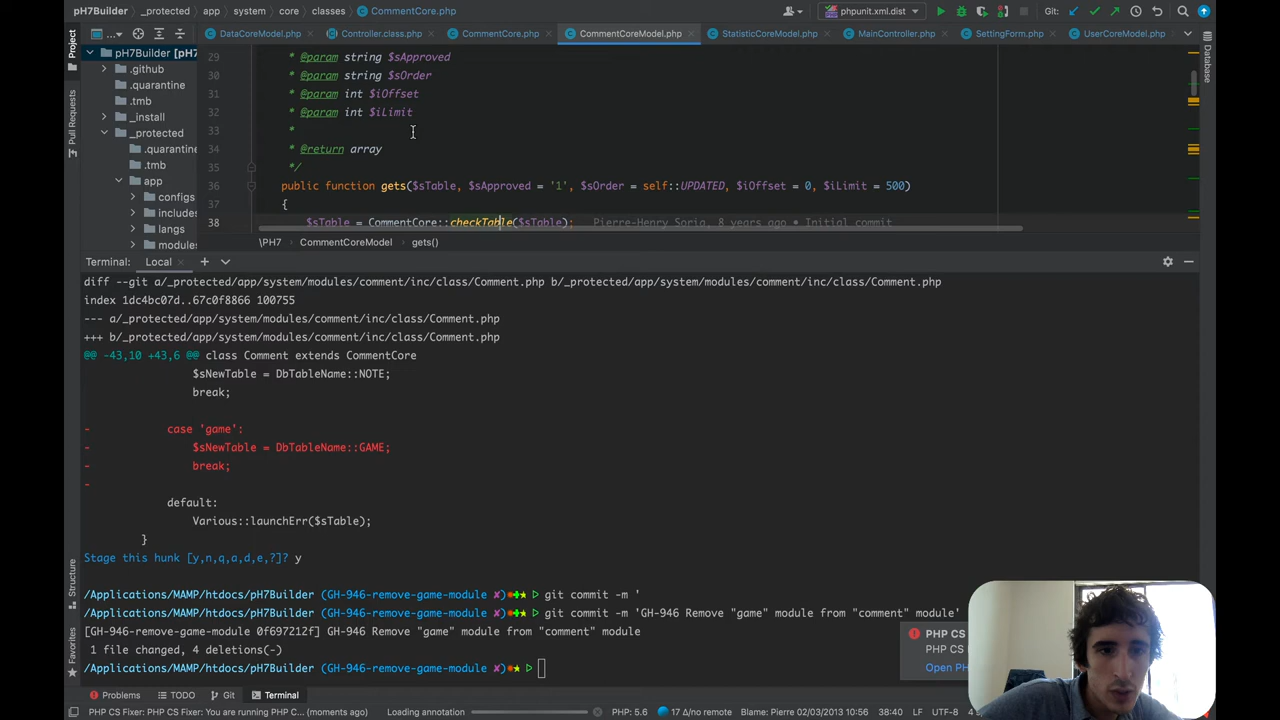 pH7Builder › _protected › app › system › core › classes › CommentCore.php
phpunit.xml.dist
Git:
Project
pH7Builder [pH
DataCoreModel.php
Controller.class.php
CommentCore.php
CommentCoreModel.php
StatisticCoreModel.php
MainController.php
SettingForm.php
UserCoreModel.php
Database
Pull Requests
.github
.quarantine
.tmb
_install
_protected
.quarantine
.tmb
app
configs
includes
langs
modules
29 * @param string $sApproved
30 * @param string $sOrder
31 * @param int $iOffset
32 * @param int $iLimit
33 *
34 * @return array
35 */
36 public function gets($sTable, $sApproved = '1', $sOrder = self::UPDATED, $iOffset = 0, $iLimit = 500)
37 {
38 $sTable = CommentCore::checkTable($sTable); Pierre-Henry Soria, 8 years ago • Initial commit
\PH7 › CommentCoreModel › gets()
Terminal: Local × +
diff --git a/_protected/app/system/modules/comment/inc/class/Comment.php b/_protected/app/system/modules/comment/inc/class/Comment.php
index 1dc4bc07d..67c0f8866 100755
--- a/_protected/app/system/modules/comment/inc/class/Comment.php
+++ b/_protected/app/system/modules/comment/inc/class/Comment.php
@@ -43,10 +43,6 @@ class Comment extends CommentCore
$sNewTable = DbTableName::NOTE;
break;
- case 'game':
- $sNewTable = DbTableName::GAME;
- break;
-
default:
Various::launchErr($sTable);
}
Stage this hunk [y,n,q,a,d,e,?]? y
/Applications/MAMP/htdocs/pH7Builder (GH-946-remove-game-module ✘)●✚★ ▷ git commit -m '
/Applications/MAMP/htdocs/pH7Builder (GH-946-remove-game-module ✘)●✚★ ▷ git commit -m 'GH-946 Remove "game" module from "comment" module'
[GH-946-remove-game-module 0f697212f] GH-946 Remove "game" module from "comment" module
1 file changed, 4 deletions(-)
/Applications/MAMP/htdocs/pH7Builder (GH-946-remove-game-module ✘)●★ ▷
PHP CS
You are
Open PH
Structure
Favorites
Problems
TODO
Git
Terminal
PHP CS Fixer: PHP CS Fixer: You are running PHP C... (moments ago)
Loading annotation
PHP: 5.6
17 Δ/no remote
Blame: Pierre 02/03/2013 10:56
38:40
LF
UTF-8